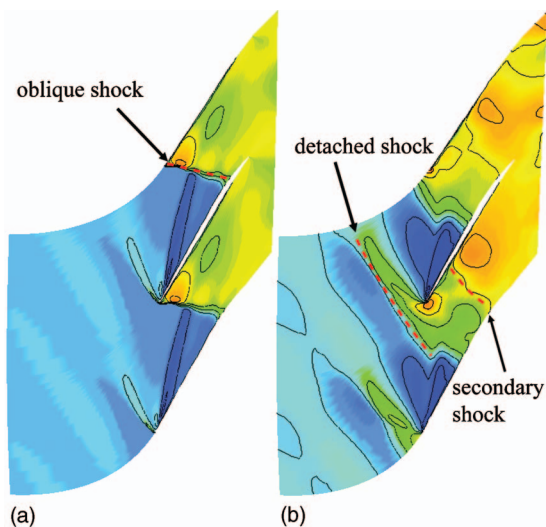 oblique shock
detached shock
secondary
shock
(a)
(b)